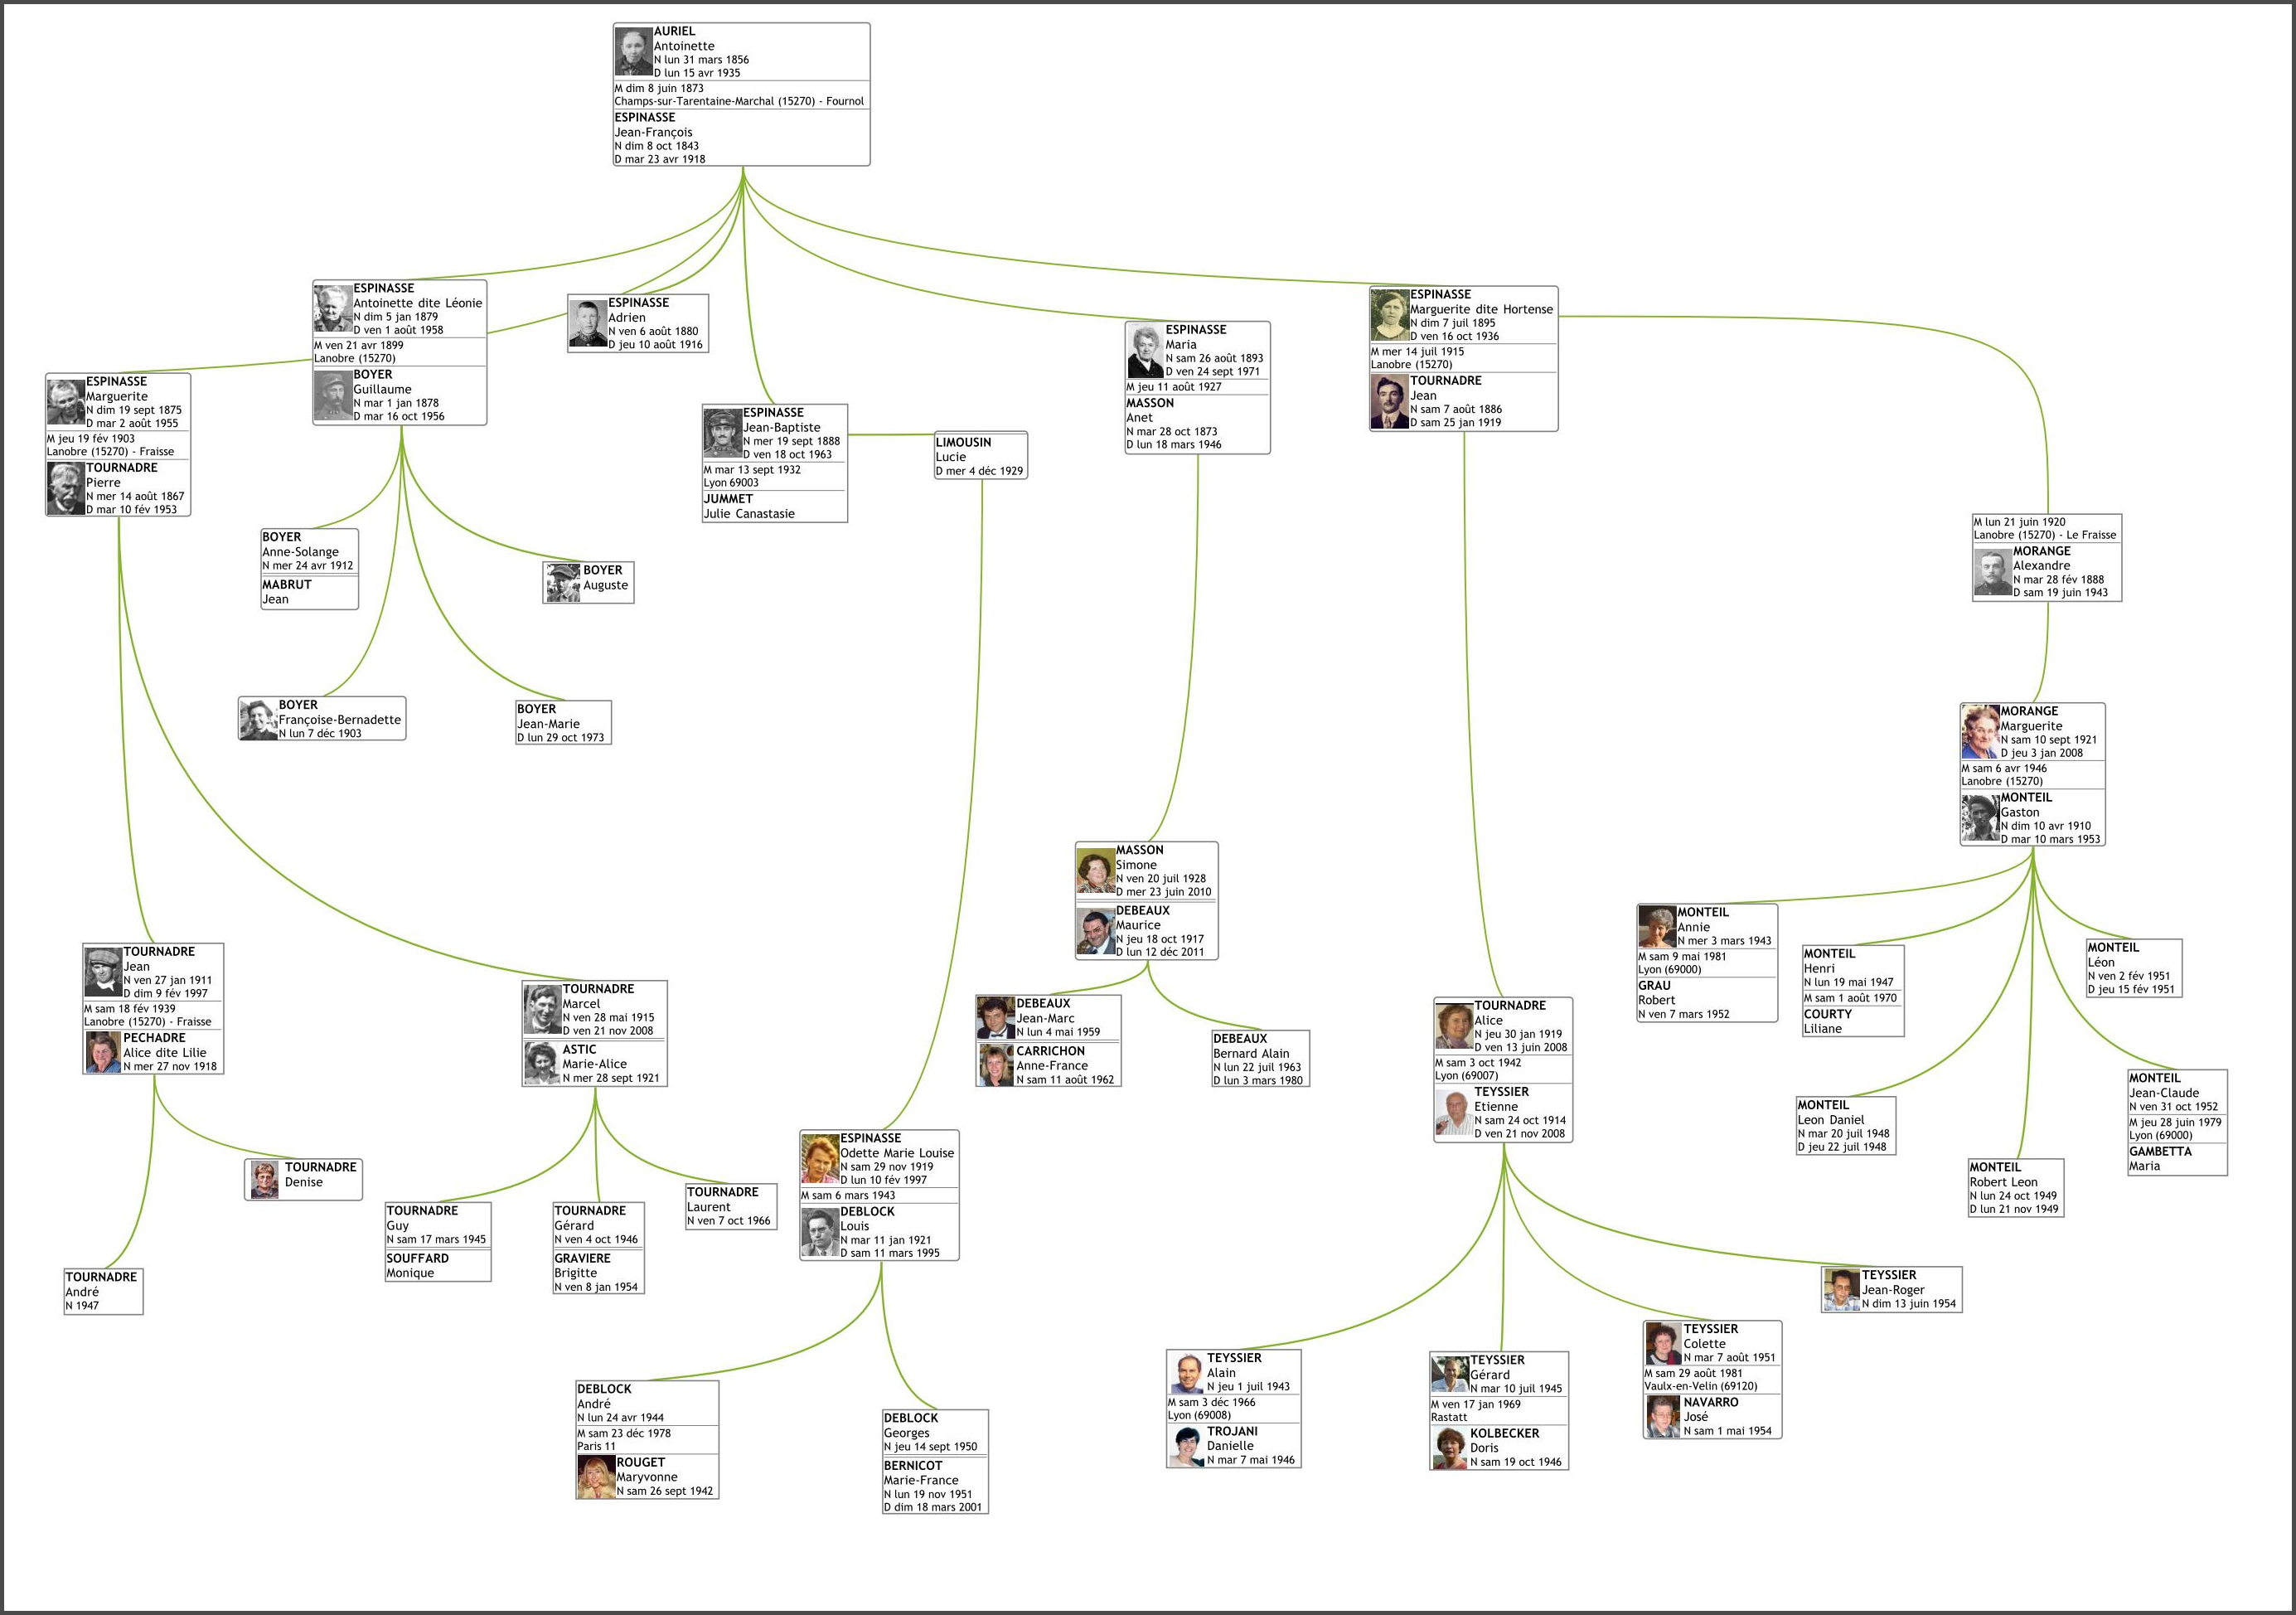 AURIEL
Antoinette
N lun 31 mars 1856
D lun 15 avr 1935
M dim 8 juin 1873
Champs-sur-Tarentaine-Marchal (15270) - Fournol
ESPINASSE
Jean-François
N dim 8 oct 1843
D mar 23 avr 1918
ESPINASSE
Marguerite
N dim 19 sept 1875
D mar 2 août 1955
M jeu 19 fév 1903
Lanobre (15270) - Fraisse
TOURNADRE
Pierre
N mer 14 août 1867
D mar 10 fév 1953
ESPINASSE
Antoinette dite Léonie
N dim 5 jan 1879
D ven 1 août 1958
M ven 21 avr 1899
Lanobre (15270)
BOYER
Guillaume
N mar 1 jan 1878
D mar 16 oct 1956
ESPINASSE
Adrien
N ven 6 août 1880
D jeu 10 août 1916
ESPINASSE
Jean-Baptiste
N mer 19 sept 1888
D ven 18 oct 1963
M mar 13 sept 1932
Lyon 69003
JUMMET
Julie Canastasie
LIMOUSIN
Lucie
D mer 4 déc 1929
ESPINASSE
Maria
N sam 26 août 1893
D ven 24 sept 1971
M jeu 11 août 1927
MASSON
Anet
N mar 28 oct 1873
D lun 18 mars 1946
ESPINASSE
Marguerite dite Hortense
N dim 7 juil 1895
D ven 16 oct 1936
M mer 14 juil 1915
Lanobre (15270)
TOURNADRE
Jean
N sam 7 août 1886
D sam 25 jan 1919
M lun 21 juin 1920
Lanobre (15270) - Le Fraisse
MORANGE
Alexandre
N mar 28 fév 1888
D sam 19 juin 1943
BOYER
Anne-Solange
N mer 24 avr 1912
MABRUT
Jean
BOYER
Auguste
BOYER
Françoise-Bernadette
N lun 7 déc 1903
BOYER
Jean-Marie
D lun 29 oct 1973
MORANGE
Marguerite
N sam 10 sept 1921
D jeu 3 jan 2008
M sam 6 avr 1946
Lanobre (15270)
MONTEIL
Gaston
N dim 10 avr 1910
D mar 10 mars 1953
MASSON
Simone
N ven 20 juil 1928
D mer 23 juin 2010
DEBEAUX
Maurice
N jeu 18 oct 1917
D lun 12 déc 2011
TOURNADRE
Jean
N ven 27 jan 1911
D dim 9 fév 1997
M sam 18 fév 1939
Lanobre (15270) - Fraisse
PECHADRE
Alice dite Lilie
N mer 27 nov 1918
TOURNADRE
Marcel
N ven 28 mai 1915
D ven 21 nov 2008
ASTIC
Marie-Alice
N mer 28 sept 1921
DEBEAUX
Jean-Marc
N lun 4 mai 1959
CARRICHON
Anne-France
N sam 11 août 1962
DEBEAUX
Bernard Alain
N lun 22 juil 1963
D lun 3 mars 1980
TOURNADRE
Alice
N jeu 30 jan 1919
D ven 13 juin 2008
M sam 3 oct 1942
Lyon (69007)
TEYSSIER
Etienne
N sam 24 oct 1914
D ven 21 nov 2008
MONTEIL
Annie
N mer 3 mars 1943
M sam 9 mai 1981
Lyon (69000)
GRAU
Robert
N ven 7 mars 1952
MONTEIL
Henri
N lun 19 mai 1947
M sam 1 août 1970
COURTY
Liliane
MONTEIL
Léon
N ven 2 fév 1951
D jeu 15 fév 1951
MONTEIL
Leon Daniel
N mar 20 juil 1948
D jeu 22 juil 1948
MONTEIL
Robert Leon
N lun 24 oct 1949
D lun 21 nov 1949
MONTEIL
Jean-Claude
N ven 31 oct 1952
M jeu 28 juin 1979
Lyon (69000)
GAMBETTA
Maria
TOURNADRE
Denise
TOURNADRE
André
N 1947
TOURNADRE
Guy
N sam 17 mars 1945
SOUFFARD
Monique
TOURNADRE
Gérard
N ven 4 oct 1946
GRAVIERE
Brigitte
N ven 8 jan 1954
TOURNADRE
Laurent
N ven 7 oct 1966
ESPINASSE
Odette Marie Louise
N sam 29 nov 1919
D lun 10 fév 1997
M sam 6 mars 1943
DEBLOCK
Louis
N mar 11 jan 1921
D sam 11 mars 1995
DEBLOCK
André
N lun 24 avr 1944
M sam 23 déc 1978
Paris 11
ROUGET
Maryvonne
N sam 26 sept 1942
DEBLOCK
Georges
N jeu 14 sept 1950
BERNICOT
Marie-France
N lun 19 nov 1951
D dim 18 mars 2001
TEYSSIER
Alain
N jeu 1 juil 1943
M sam 3 déc 1966
Lyon (69008)
TROJANI
Danielle
N mar 7 mai 1946
TEYSSIER
Gérard
N mar 10 juil 1945
M ven 17 jan 1969
Rastatt
KOLBECKER
Doris
N sam 19 oct 1946
TEYSSIER
Colette
N mar 7 août 1951
M sam 29 août 1981
Vaulx-en-Velin (69120)
NAVARRO
José
N sam 1 mai 1954
TEYSSIER
Jean-Roger
N dim 13 juin 1954